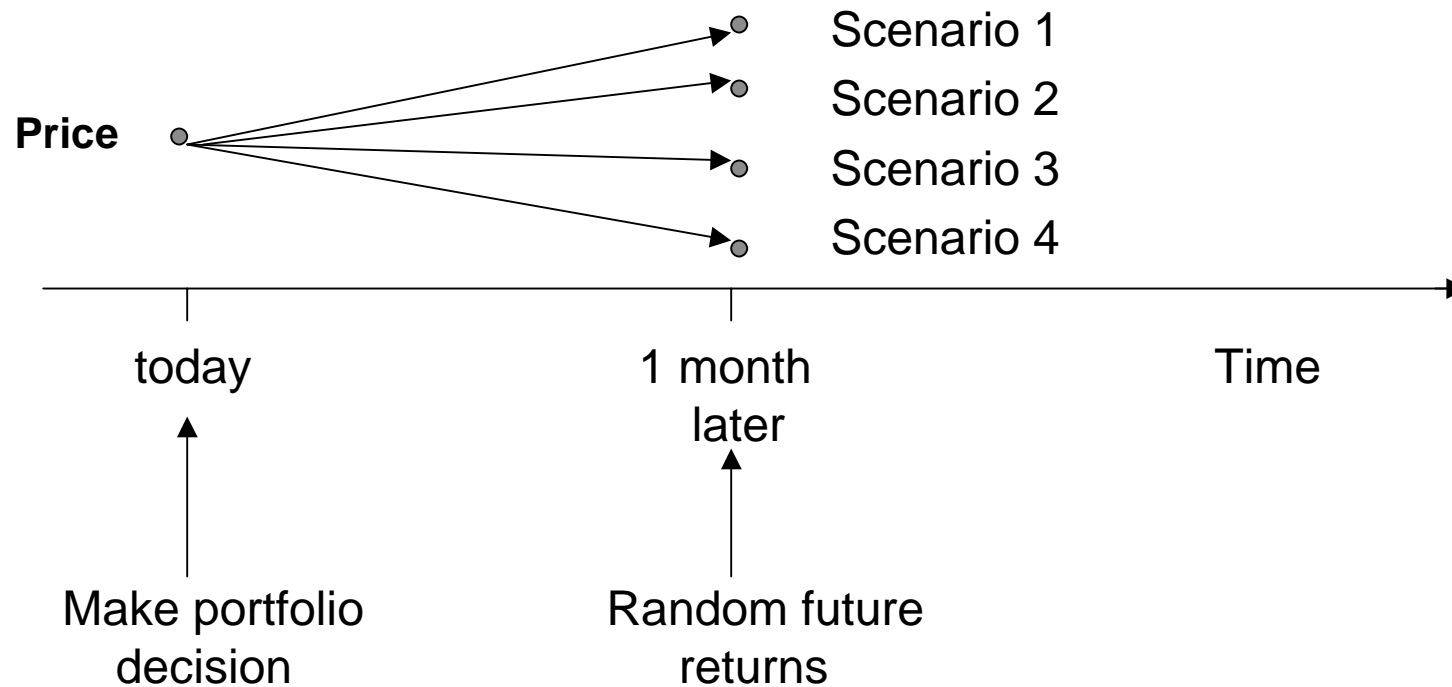 Scenario 1
Scenario 2
Price
Scenario 3
Scenario 4
today
1 month
later
Time
Make portfolio
decision
Random future
returns